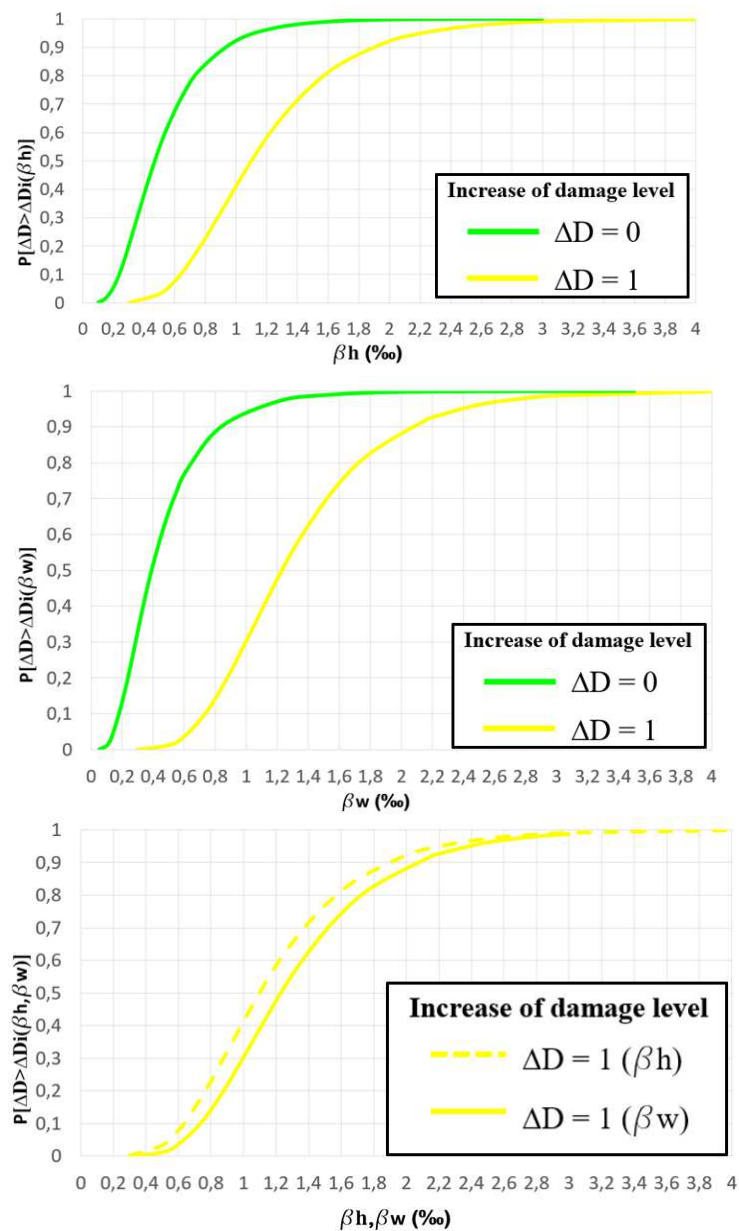 1
0,9
0,8
0,7
0,6
0,5
0,4
0,3
0,2
0,1
0
P[ΔD>ΔDi(βh)]
Increase of damage level
ΔD = 0
ΔD = 1
0 0,2 0,4 0,6 0,8 1 1,2 1,4 1,6 1,8 2 2,2 2,4 2,6 2,8 3 3,2 3,4 3,6 3,8 4
βh (‰)
1
0,9
0,8
0,7
0,6
0,5
0,4
0,3
0,2
0,1
0
P[ΔD>ΔDi(βw)]
Increase of damage level
ΔD = 0
ΔD = 1
0 0,2 0,4 0,6 0,8 1 1,2 1,4 1,6 1,8 2 2,2 2,4 2,6 2,8 3 3,2 3,4 3,6 3,8 4
βw (‰)
1
0,9
0,8
0,7
0,6
0,5
0,4
0,3
0,2
0,1
0
P[ΔD>ΔDi(βh,βw)]
Increase of damage level
ΔD = 1 (βh)
ΔD = 1 (βw)
0 0,2 0,4 0,6 0,8 1 1,2 1,4 1,6 1,8 2 2,2 2,4 2,6 2,8 3 3,2 3,4 3,6 3,8 4
βh,βw (‰)